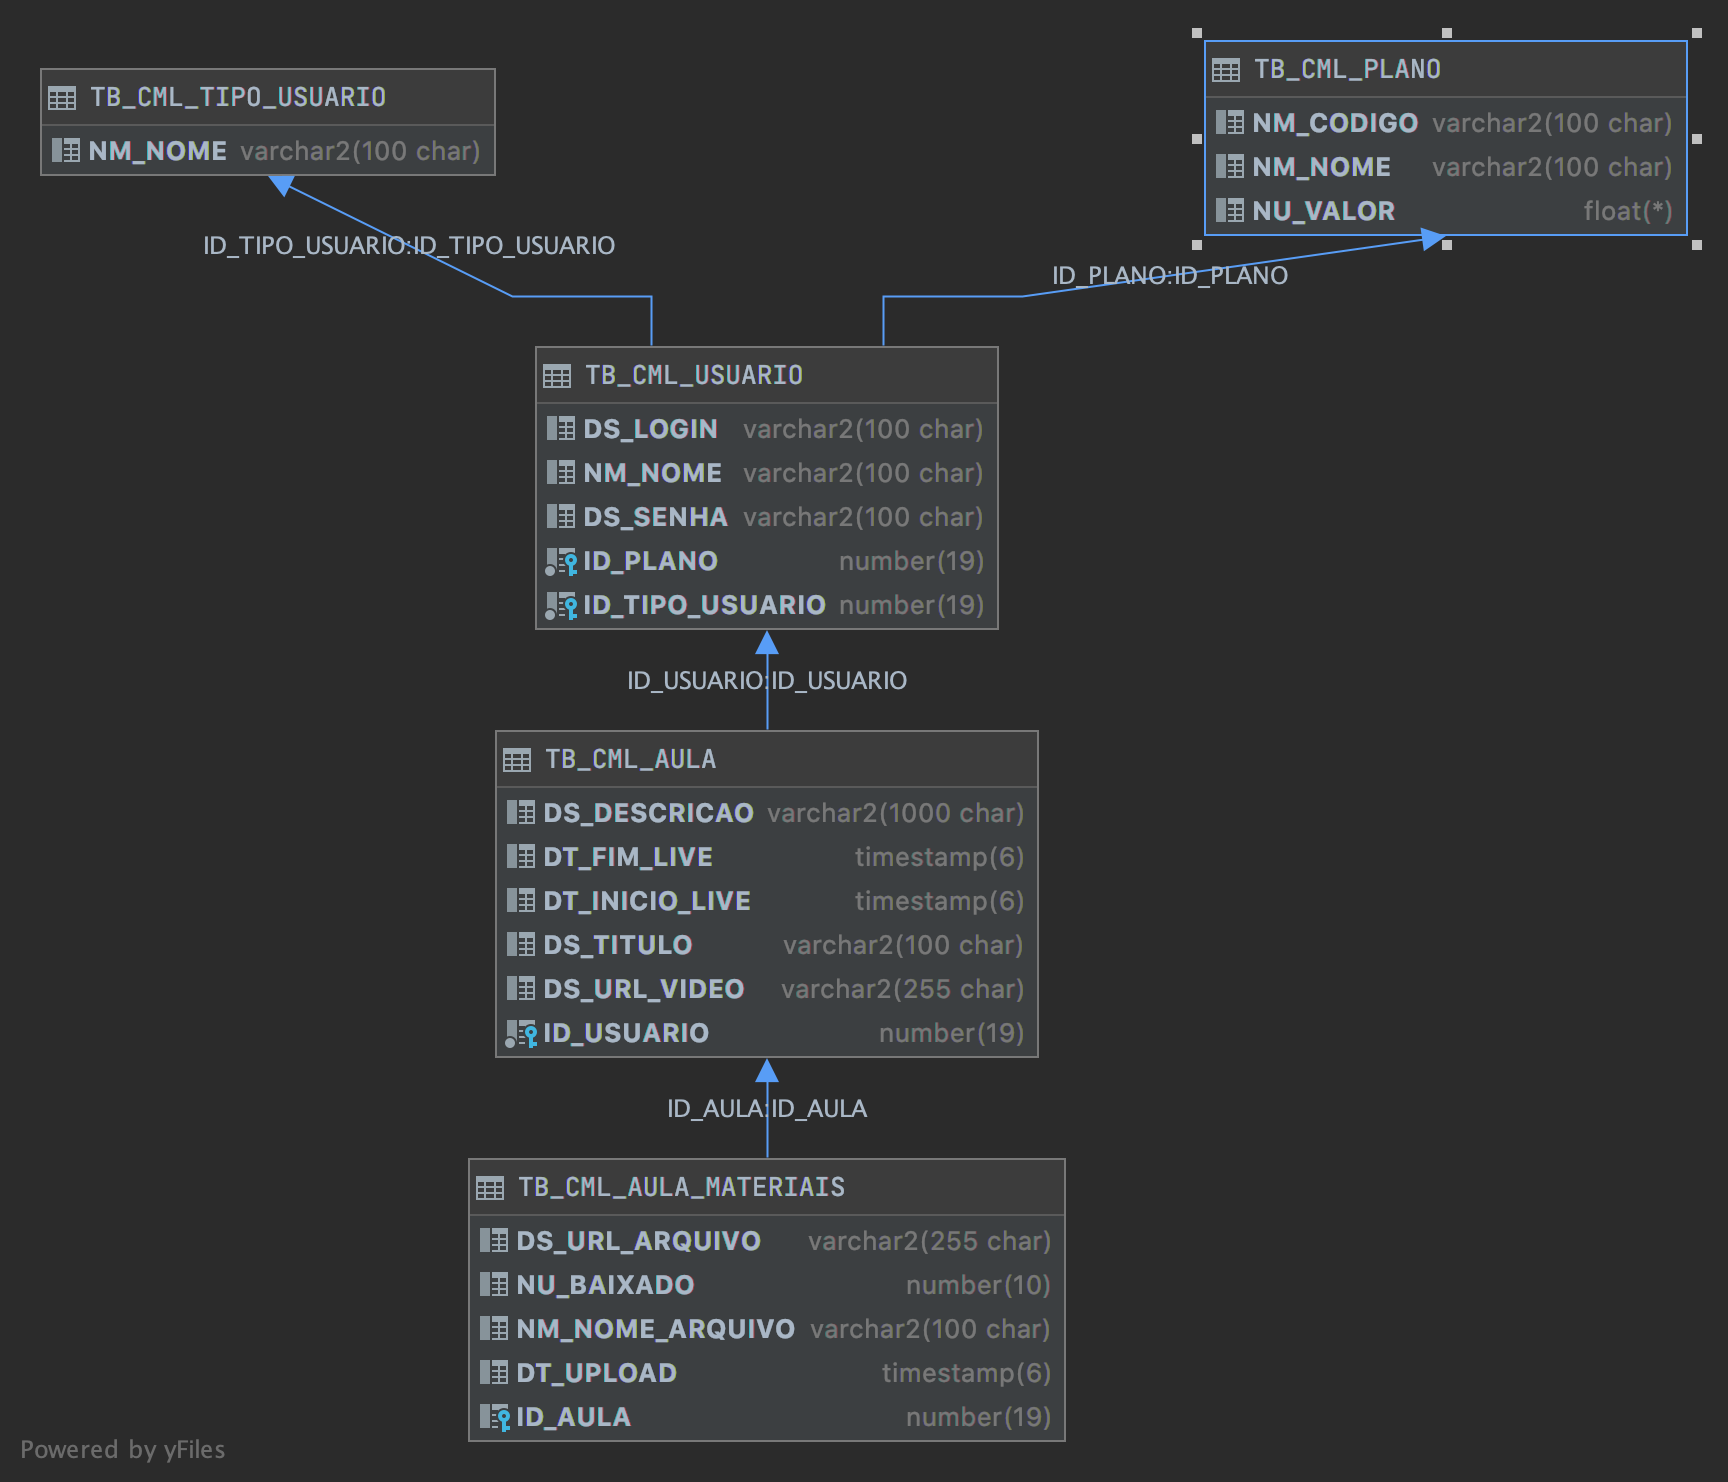 TB_CML_TIPO_USUARIO
NM_NOME varchar2(100 char)
TB_CML_PLANO
NM_CODIGO varchar2(100 char)
NM_NOME varchar2(100 char)
NU_VALOR float(*)
ID_TIPO_USUARIO:ID_TIPO_USUARIO
ID_PLANO:ID_PLANO
TB_CML_USUARIO
DS_LOGIN varchar2(100 char)
NM_NOME varchar2(100 char)
DS_SENHA varchar2(100 char)
ID_PLANO number(19)
ID_TIPO_USUARIO number(19)
ID_USUARIO:ID_USUARIO
TB_CML_AULA
DS_DESCRICAO varchar2(1000 char)
DT_FIM_LIVE timestamp(6)
DT_INICIO_LIVE timestamp(6)
DS_TITULO varchar2(100 char)
DS_URL_VIDEO varchar2(255 char)
ID_USUARIO number(19)
ID_AULA:ID_AULA
TB_CML_AULA_MATERIAIS
DS_URL_ARQUIVO varchar2(255 char)
NU_BAIXADO number(10)
NM_NOME_ARQUIVO varchar2(100 char)
DT_UPLOAD timestamp(6)
ID_AULA number(19)
Powered by yFiles